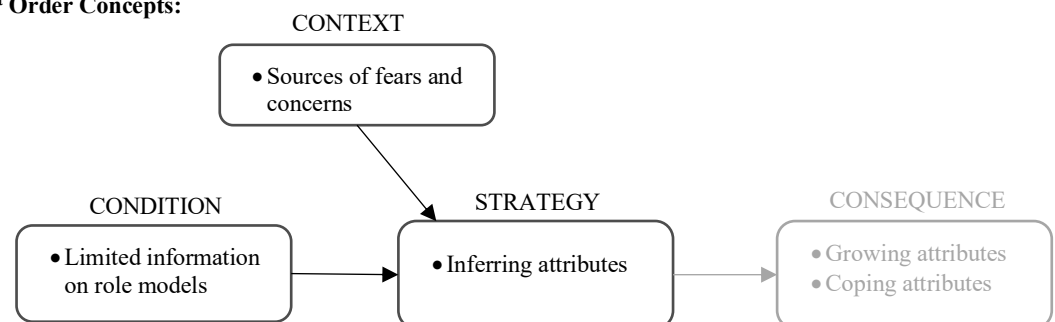 Order Concepts:
CONTEXT
• Sources of fears and
concerns
CONDITION
• Limited information
on role models
STRATEGY
• Inferring attributes
CONSEQUENCE
• Growing attributes
• Coping attributes